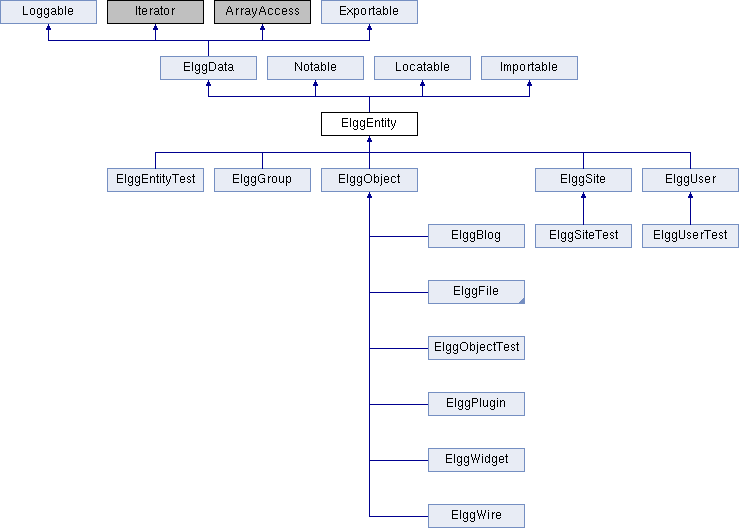 Loggable Iterator ArrayAccess Exportable
ElggData Notable Locatable Importable
ElggEntity
ElggEntityTest ElggGroup ElggObject ElggSite ElggUser
ElggBlog ElggSiteTest ElggUserTest
ElggFile
ElggObjectTest
ElggPlugin
ElggWidget
ElggWire